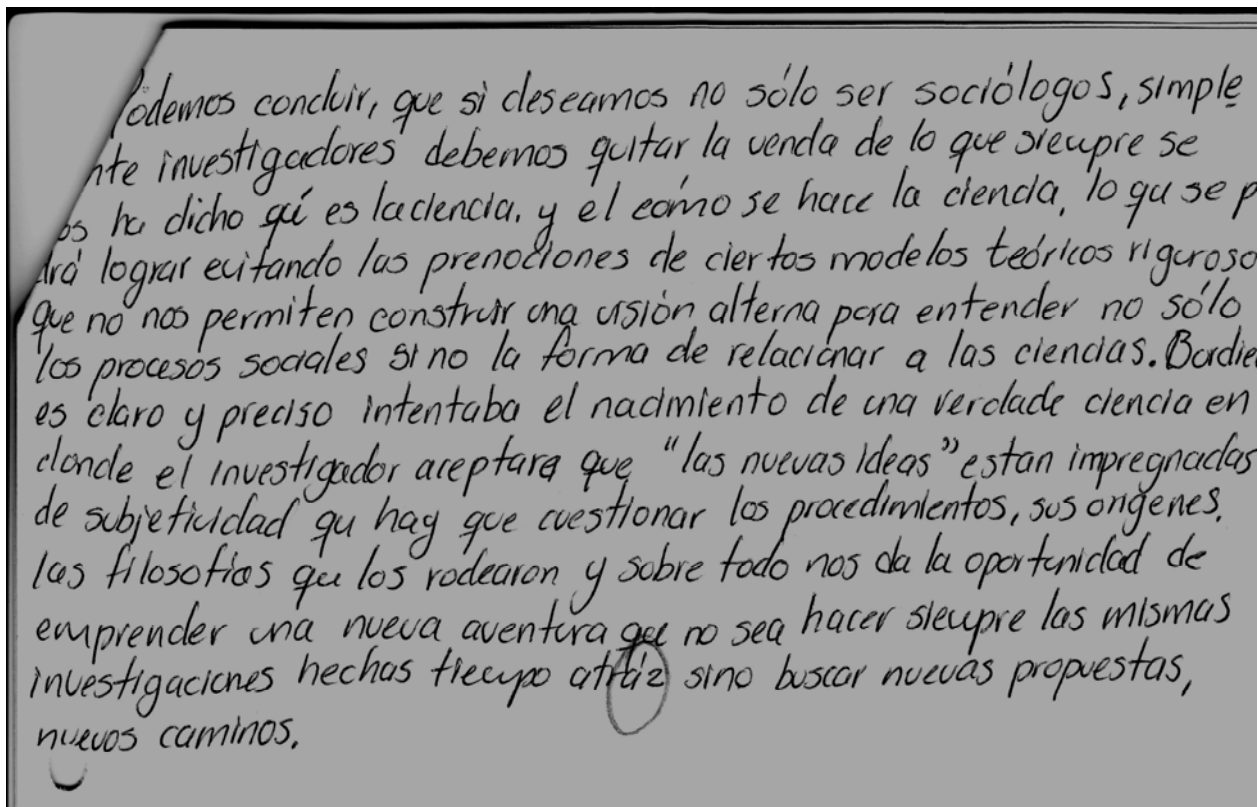 Podemos concluir, que si deseamos no sólo ser sociólogos, simple
nte investigadores debemos quitar la venda de lo que siempre se
os ha dicho qu es la ciencia. y el cómo se hace la ciencia, lo qu se p
drá lograr evitando las prenociones de ciertos modelos teóricos riguroso
que no nos permiten construir una visión alterna para entender no sólo
los procesos sociales sino la forma de relacionar a las ciencias. Bordie
es claro y preciso intentaba el nacimiento de una verdade ciencia en
donde el investigador aceptara que "las nuevas ideas" estan impregnadas
de subjetividad qu hay que cuestionar los procedimientos, sus origenes,
las filosofias qu los rodearon y sobre todo nos da la oportunidad de
emprender una nueva aventura que no sea hacer siempre las mismas
investigaciones hechas tiempo atráz sino buscar nuevas propuestas,
nuevos caminos.